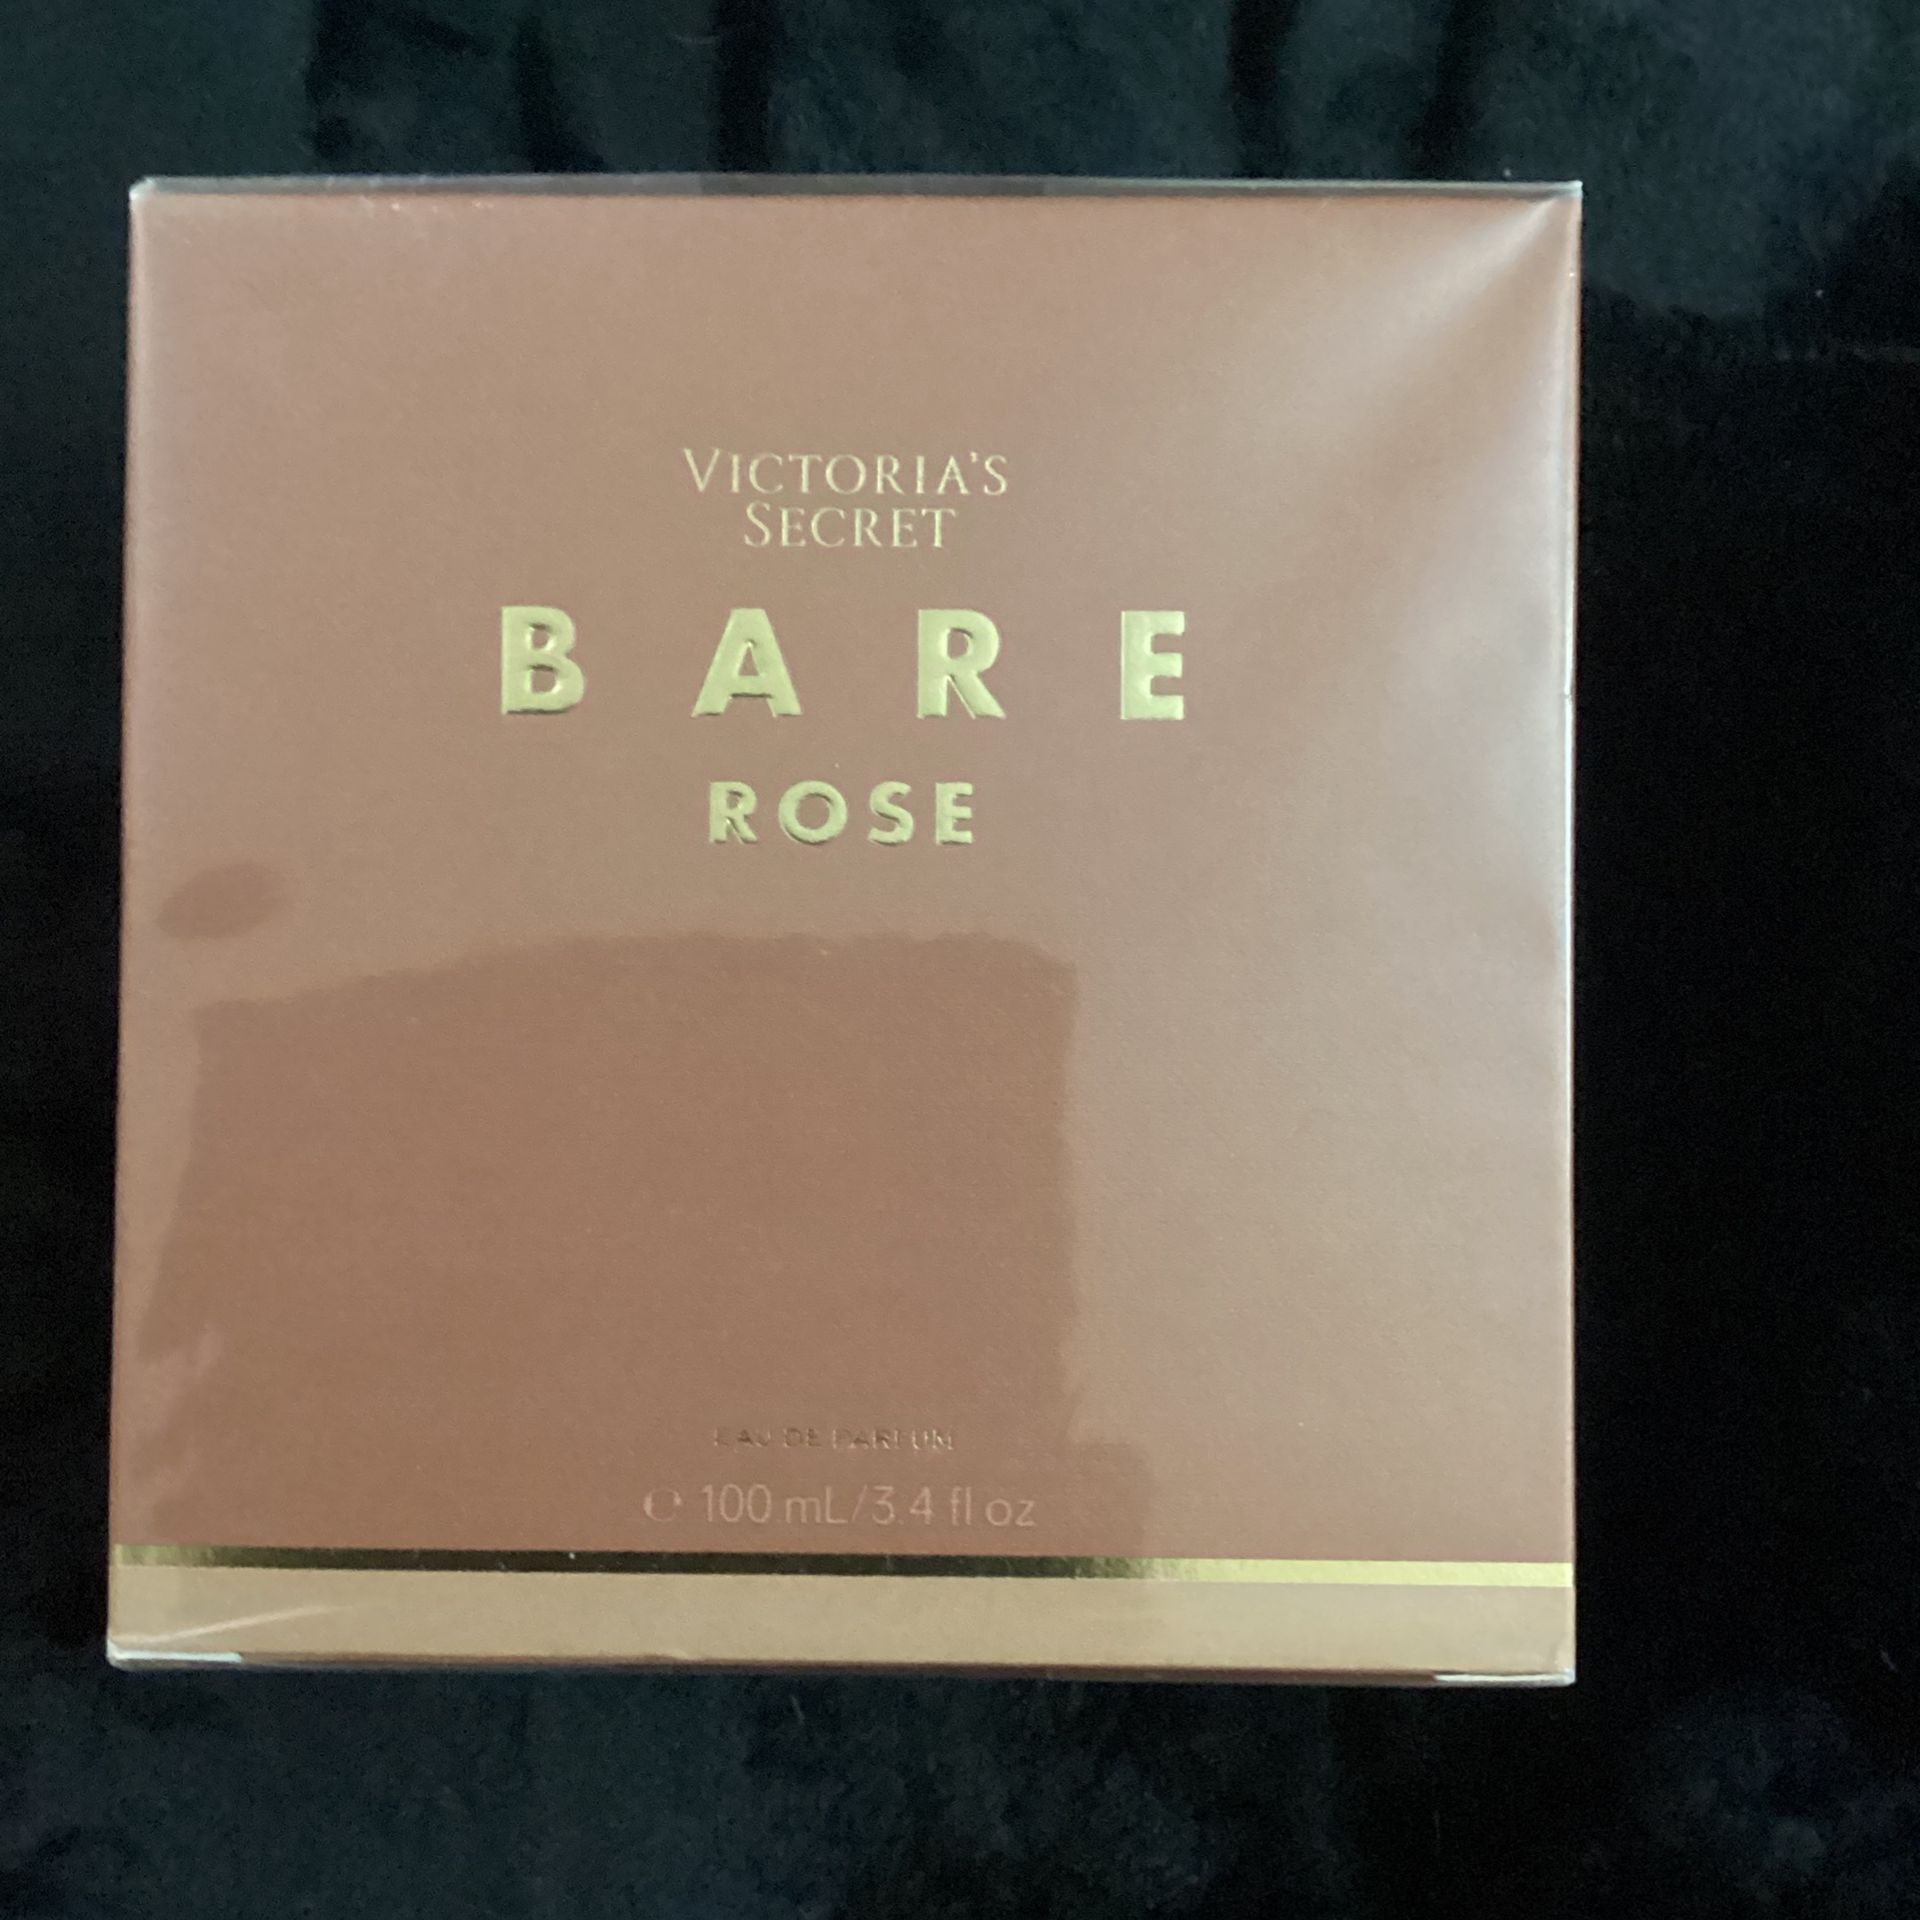 VICTORIA'S
SECRET
BARE
ROSE
EAU DE PARFUM
℮ 100 mL/3.4 fl oz